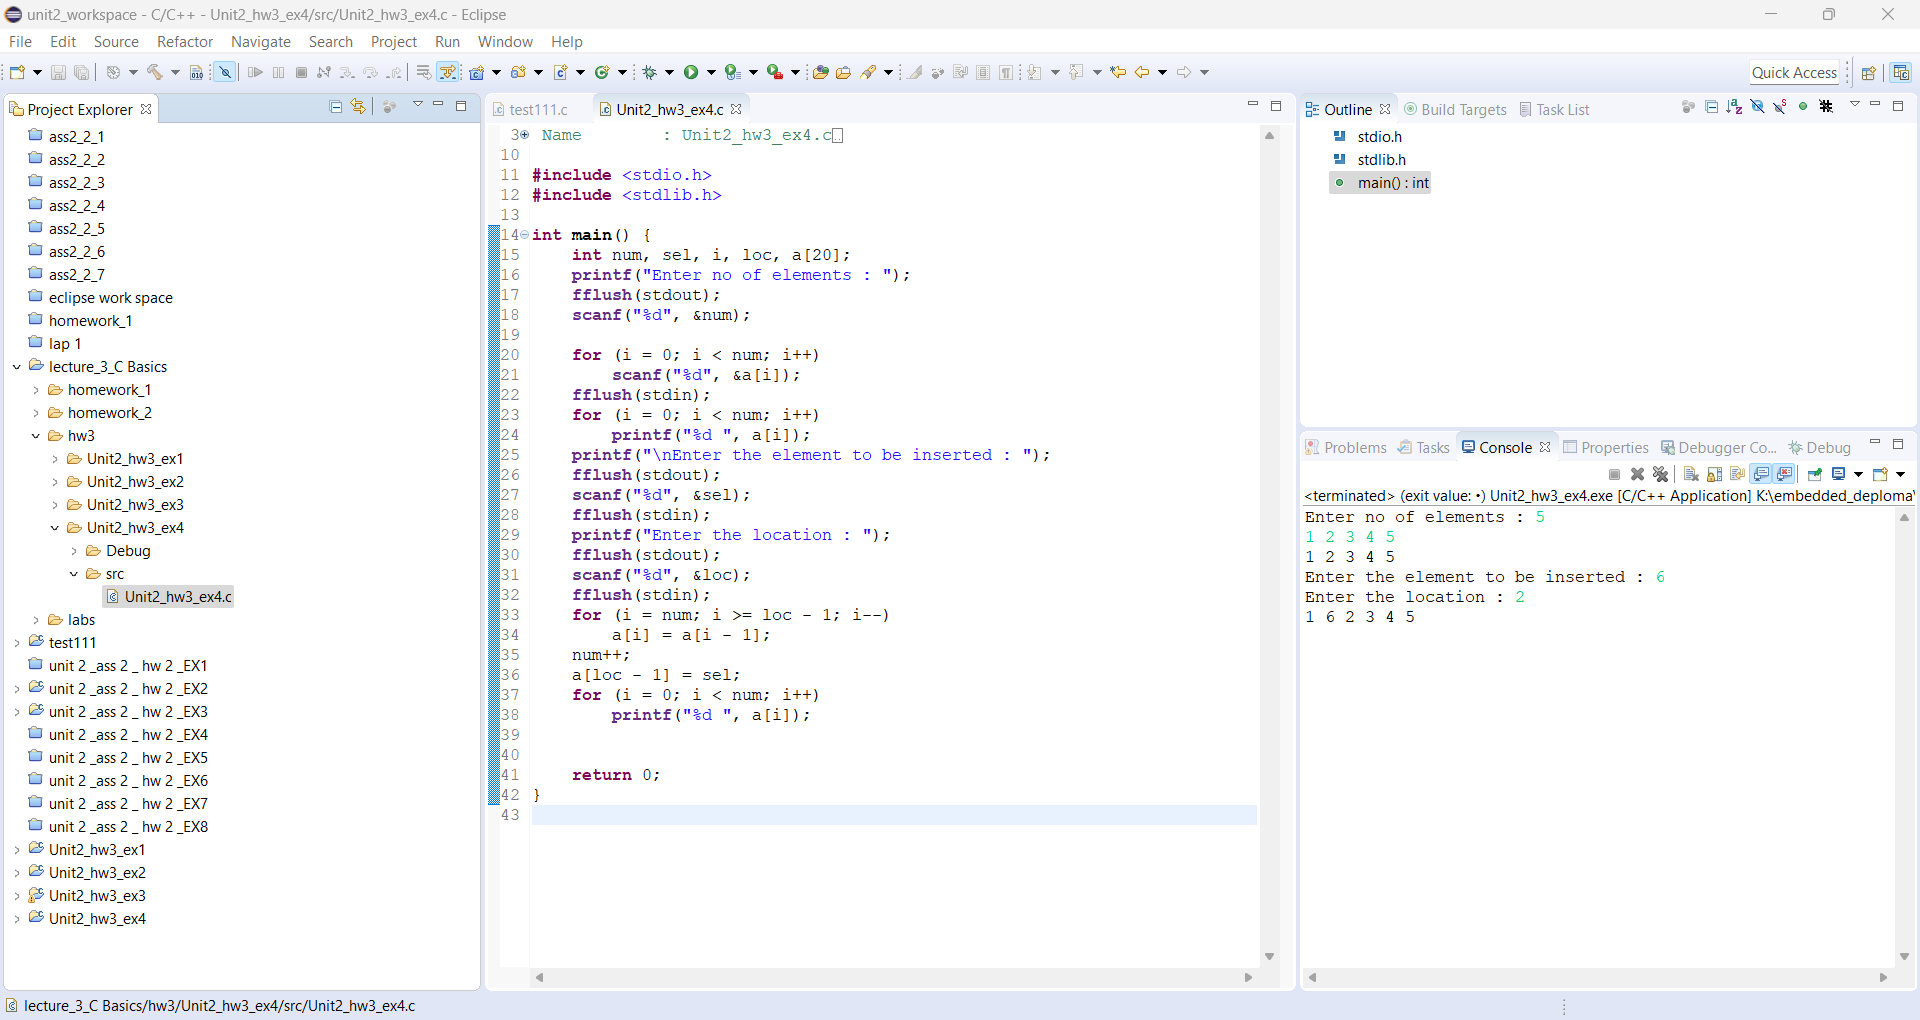 unit2_workspace - C/C++ - Unit2_hw3_ex4/src/Unit2_hw3_ex4.c - Eclipse
File Edit Source Refactor Navigate Search Project Run Window Help
Quick Access
Project Explorer
ass2_2_1
ass2_2_2
ass2_2_3
ass2_2_4
ass2_2_5
ass2_2_6
ass2_2_7
eclipse work space
homework_1
lap 1
lecture_3_C Basics
homework_1
homework_2
hw3
Unit2_hw3_ex1
Unit2_hw3_ex2
Unit2_hw3_ex3
Unit2_hw3_ex4
Debug
src
Unit2_hw3_ex4.c
labs
test111
unit 2 _ass 2 _ hw 2 _EX1
unit 2 _ass 2 _ hw 2 _EX2
unit 2 _ass 2 _ hw 2 _EX3
unit 2 _ass 2 _ hw 2 _EX4
unit 2 _ass 2 _ hw 2 _EX5
unit 2 _ass 2 _ hw 2 _EX6
unit 2 _ass 2 _ hw 2 _EX7
unit 2 _ass 2 _ hw 2 _EX8
Unit2_hw3_ex1
Unit2_hw3_ex2
Unit2_hw3_ex3
Unit2_hw3_ex4
test111.c Unit2_hw3_ex4.c
3 Name : Unit2_hw3_ex4.c
10
11 #include <stdio.h>
12 #include <stdlib.h>
13
14 int main() {
15 int num, sel, i, loc, a[20];
16 printf("Enter no of elements : ");
17 fflush(stdout);
18 scanf("%d", &num);
19
20 for (i = 0; i < num; i++)
21 scanf("%d", &a[i]);
22 fflush(stdin);
23 for (i = 0; i < num; i++)
24 printf("%d ", a[i]);
25 printf("\nEnter the element to be inserted : ");
26 fflush(stdout);
27 scanf("%d", &sel);
28 fflush(stdin);
29 printf("Enter the location : ");
30 fflush(stdout);
31 scanf("%d", &loc);
32 fflush(stdin);
33 for (i = num; i >= loc - 1; i--)
34 a[i] = a[i - 1];
35 num++;
36 a[loc - 1] = sel;
37 for (i = 0; i < num; i++)
38 printf("%d ", a[i]);
39
40
41 return 0;
42 }
43
Outline Build Targets Task List
stdio.h
stdlib.h
main() : int
Problems Tasks Console Properties Debugger Co... Debug
<terminated> (exit value: •) Unit2_hw3_ex4.exe [C/C++ Application] K:\embedded_deploma\
Enter no of elements : 5
1 2 3 4 5
1 2 3 4 5
Enter the element to be inserted : 6
Enter the location : 2
1 6 2 3 4 5
lecture_3_C Basics/hw3/Unit2_hw3_ex4/src/Unit2_hw3_ex4.c